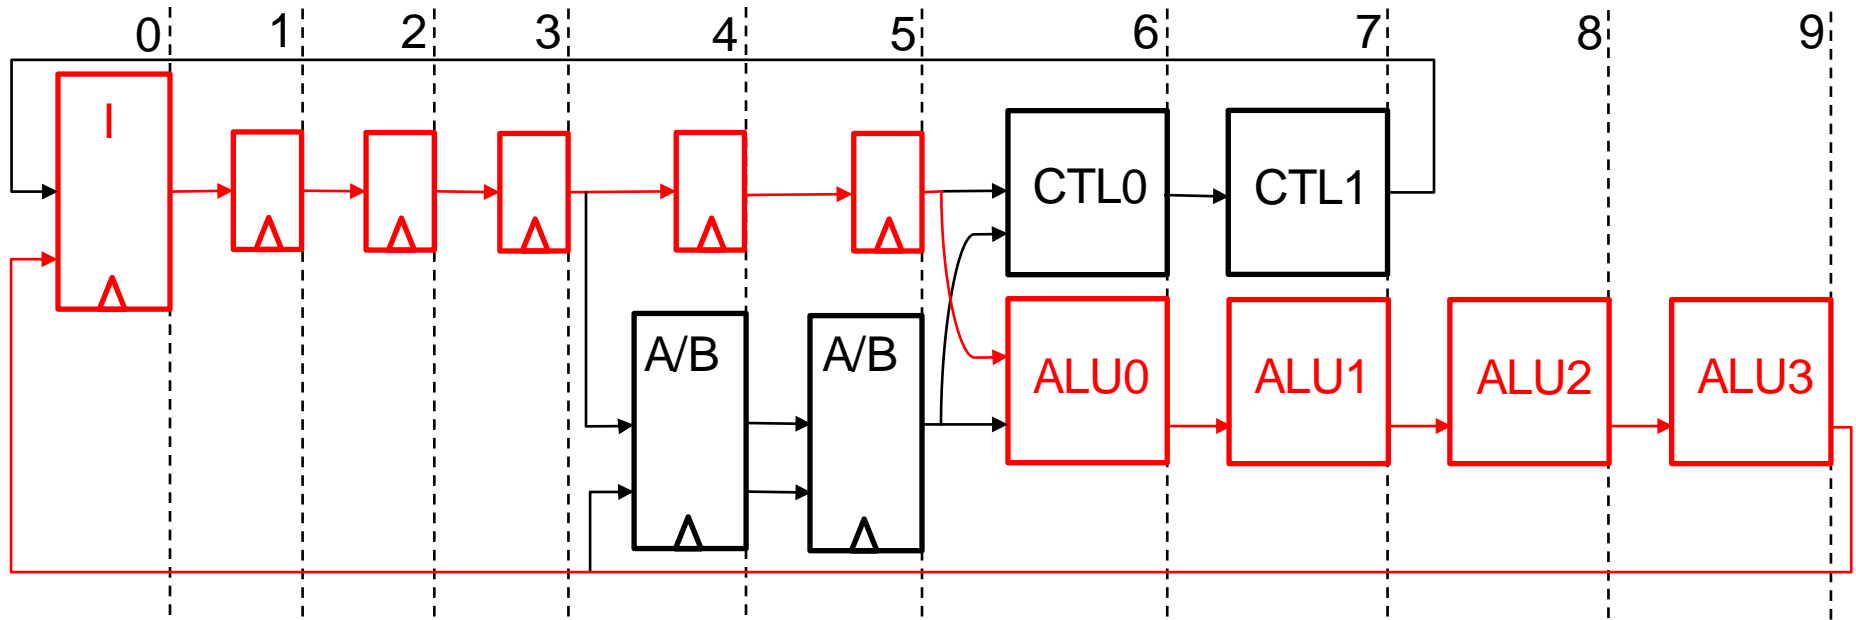 0 1 2 3 4 5 6 7 8 9
I
CTL0 CTL1
A/B A/B
ALU0 ALU1 ALU2 ALU3